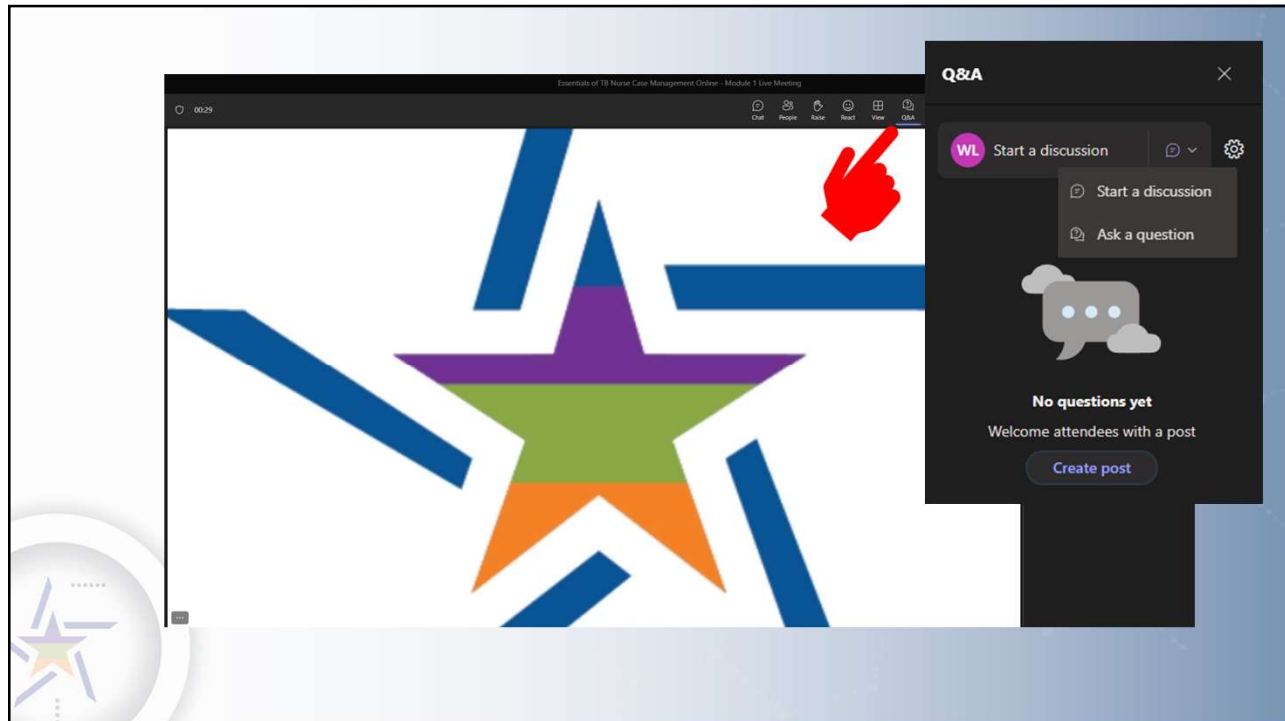 Essentials of TB Nurse Case Management Online - Module 1 Live Meeting
00:29
Chat People Raise React View Q&A
Q&A
WL Start a discussion
Start a discussion
Ask a question
No questions yet
Welcome attendees with a post
Create post